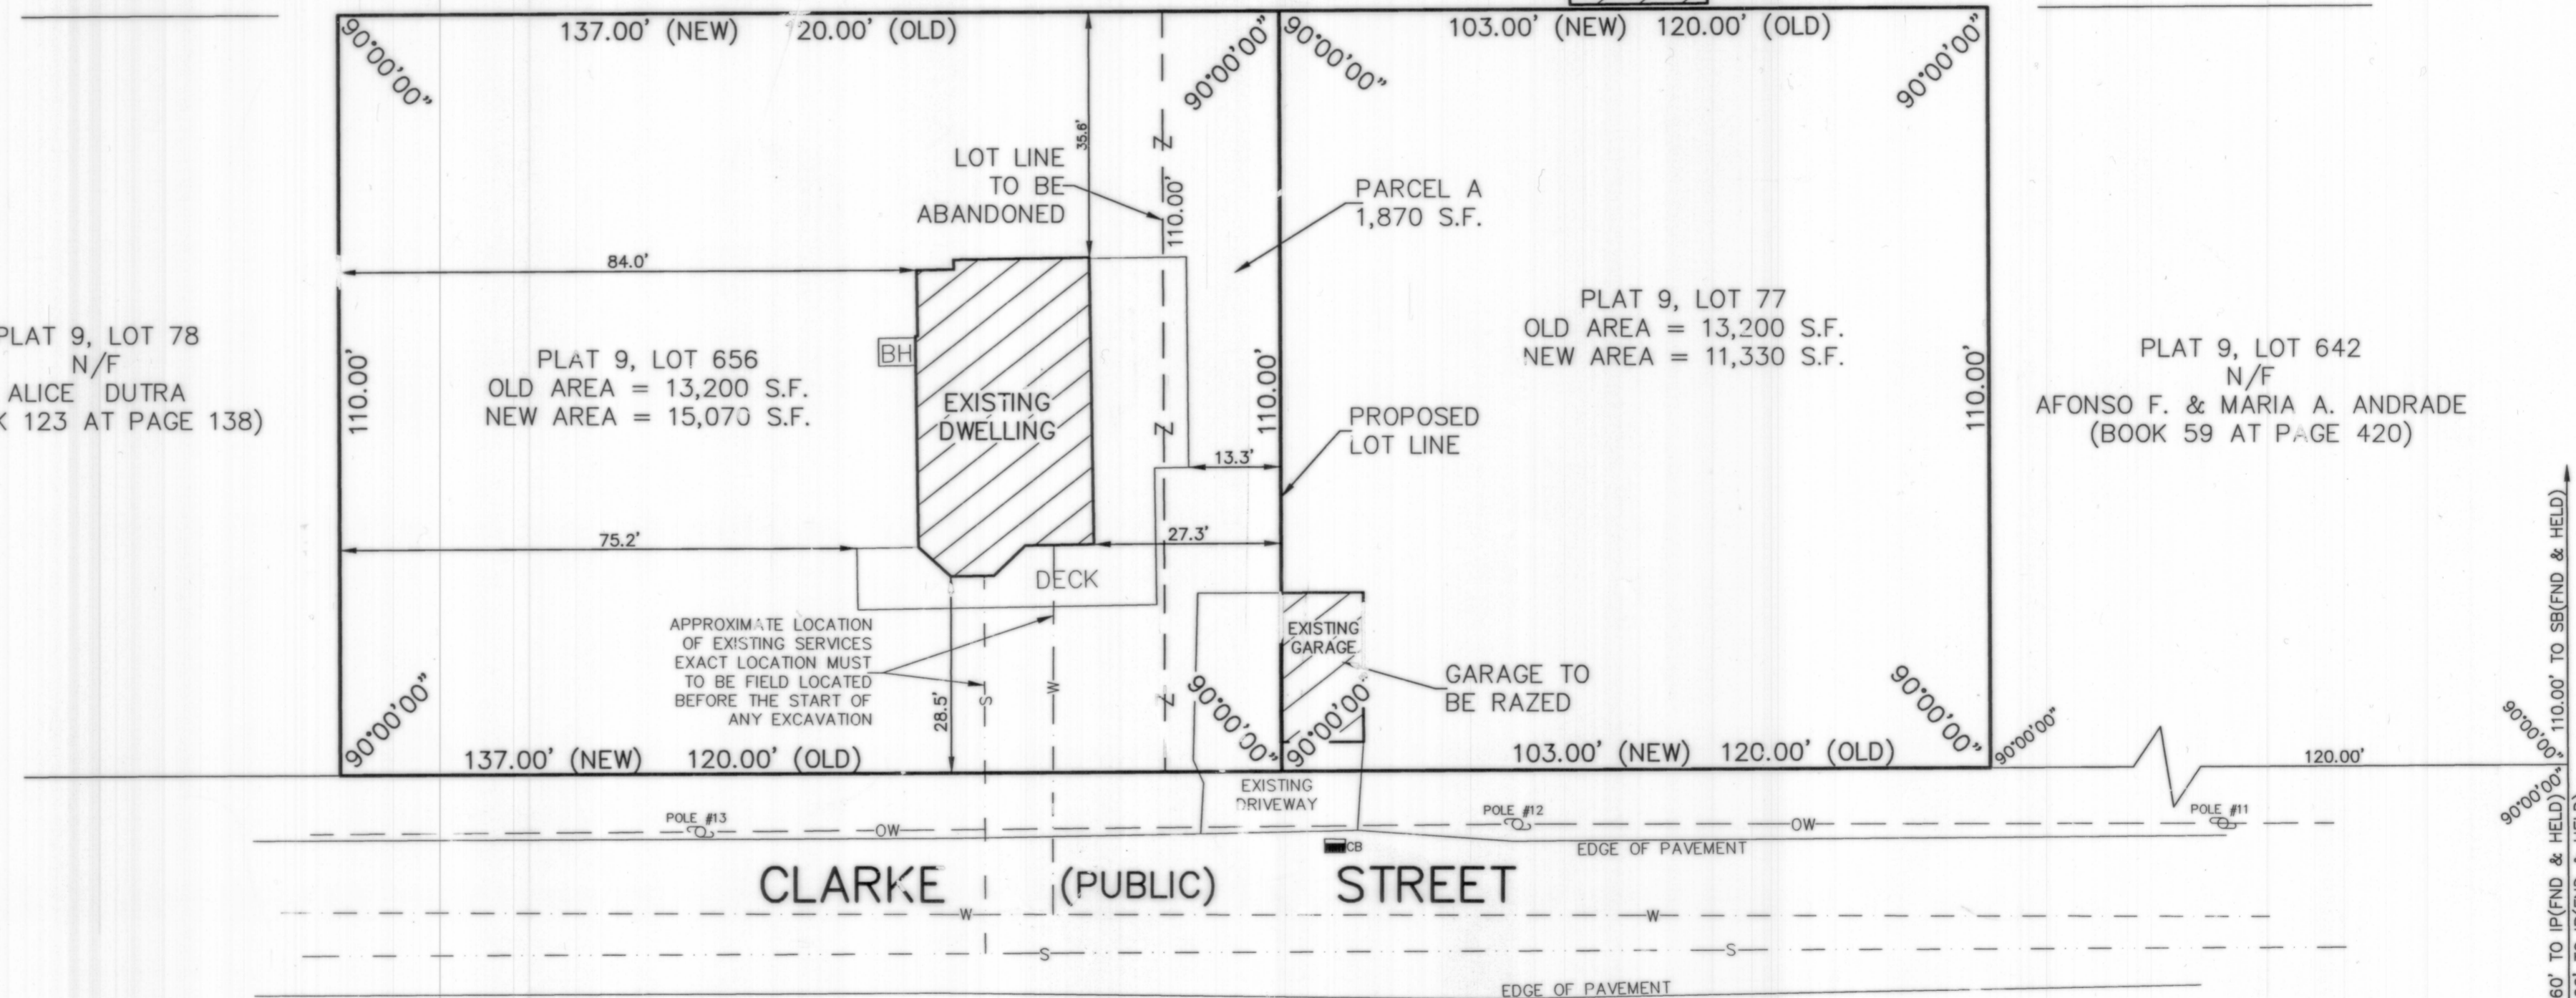 137.00' (NEW)
20.00' (OLD)
103.00' (NEW) 120.00' (OLD)
90°00'00"
90°00'00"
90°00'00"
90°00'00"
35.6'
LOT LINE
TO BE
ABANDONED
Z
110.00'
PARCEL A
1,870 S.F.
84.0'
PLAT 9, LOT 78
N/F
ALICE DUTRA
K 123 AT PAGE 138)
110.00'
PLAT 9, LOT 656
OLD AREA = 13,200 S.F.
NEW AREA = 15,070 S.F.
BH
EXISTING
DWELLING
Z
110.00'
PLAT 9, LOT 77
OLD AREA = 13,200 S.F.
NEW AREA = 11,330 S.F.
PROPOSED
LOT LINE
110.00'
PLAT 9, LOT 642
N/F
AFONSO F. & MARIA A. ANDRADE
(BOOK 59 AT PAGE 420)
13.3'
75.2'
27.3'
DECK
APPROXIMATE LOCATION
OF EXISTING SERVICES
EXACT LOCATION MUST
TO BE FIELD LOCATED
BEFORE THE START OF
ANY EXCAVATION
28.5'
S
W
Z
EXISTING
GARAGE
GARAGE TO
BE RAZED
90°00'00"
90°00'00"
90°00'00"
90°00'00"
90°00'00"
90°00'00"
90°00'00"
137.00' (NEW) 120.00' (OLD)
103.00' (NEW) 120.00' (OLD)
120.00'
EXISTING
DRIVEWAY
POLE #13
OW
POLE #12
OW
POLE #11
CB
EDGE OF PAVEMENT
CLARKE (PUBLIC) STREET
W
W
S
S
EDGE OF PAVEMENT
110.00' TO SB(FND & HELD)
60' TO IP(FND & HELD)